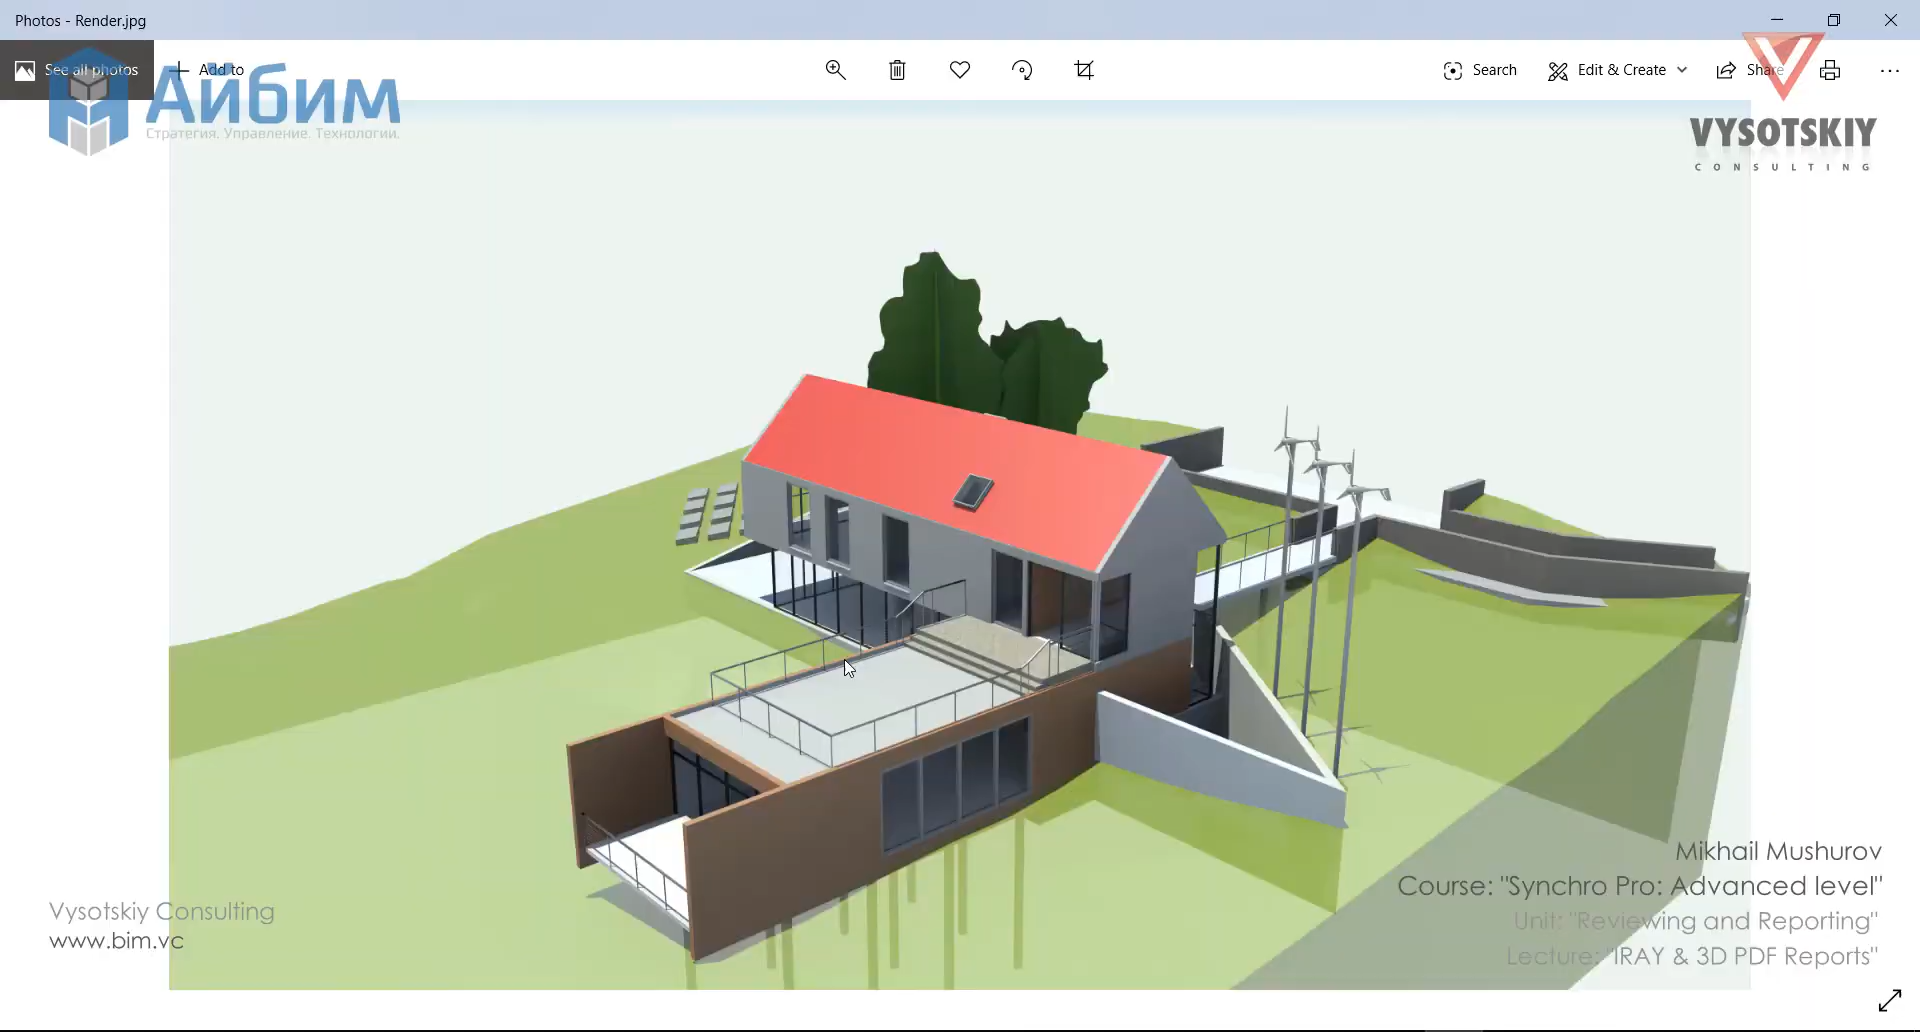 Photos - Render.jpg
See all photos
Add to
Search
Edit & Create
Share
Айбим
Стратегия. Управление. Технологии.
VYSOTSKIY
CONSULTING
Mikhail Mushurov
Course: "Synchro Pro: Advanced level"
Unit: "Reviewing and Reporting"
Lecture: "IRAY & 3D PDF Reports"
Vysotskiy Consulting
www.bim.vc